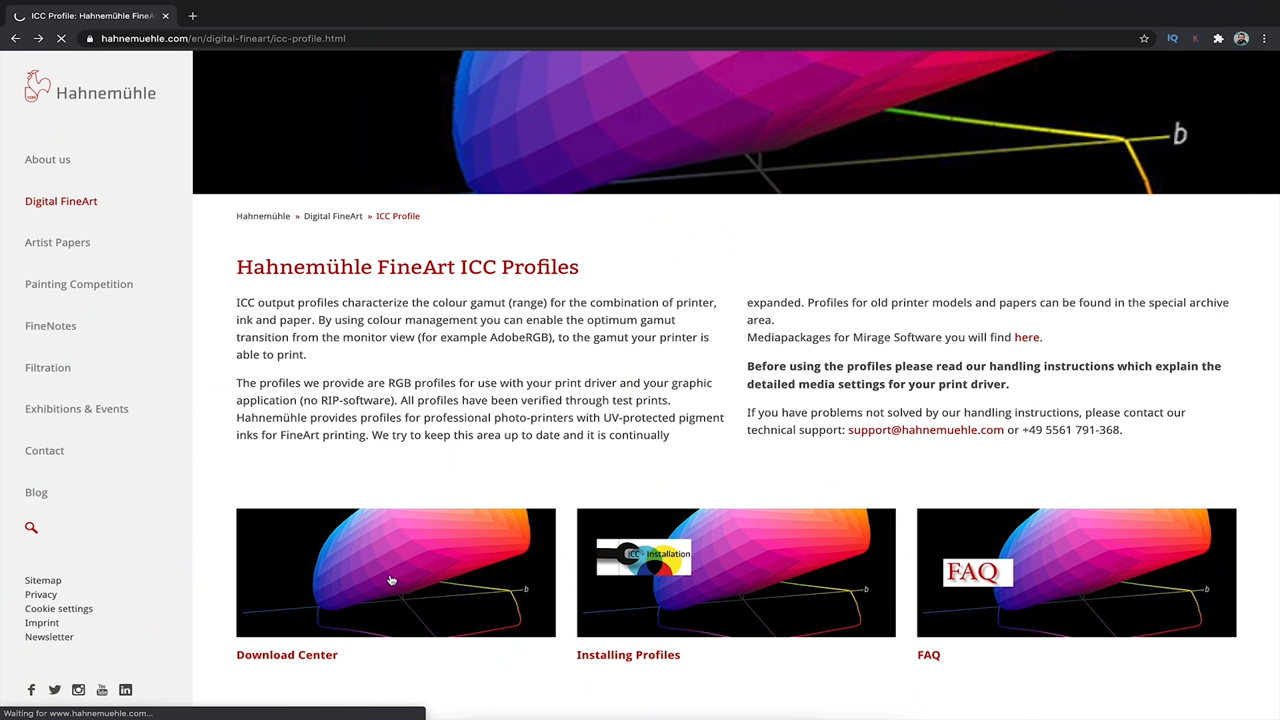 ICC Profile: Hahnemühle FineA
hahnemuehle.com/en/digital-fineart/icc-profile.html
IQ
K
Hahnemühle
About us
Digital FineArt
Artist Papers
Painting Competition
FineNotes
Filtration
Exhibitions & Events
Contact
Blog
Sitemap
Privacy
Cookie settings
Imprint
Newsletter
b
Hahnemühle » Digital FineArt » ICC Profile
Hahnemühle FineArt ICC Profiles
ICC output profiles characterize the colour gamut (range) for the combination of printer,
ink and paper. By using colour management you can enable the optimum gamut
transition from the monitor view (for example AdobeRGB), to the gamut your printer is
able to print.
The profiles we provide are RGB profiles for use with your print driver and your graphic
application (no RIP-software). All profiles have been verified through test prints.
Hahnemühle provides profiles for professional photo-printers with UV-protected pigment
inks for FineArt printing. We try to keep this area up to date and it is continually
expanded. Profiles for old printer models and papers can be found in the special archive
area.
Mediapackages for Mirage Software you will find here.
Before using the profiles please read our handling instructions which explain the
detailed media settings for your print driver.
If you have problems not solved by our handling instructions, please contact our
technical support: support@hahnemuehle.com or +49 5561 791-368.
b
Download Center
ICC - Installation
b
Installing Profiles
FAQ
b
FAQ
Waiting for www.hahnemuehle.com...